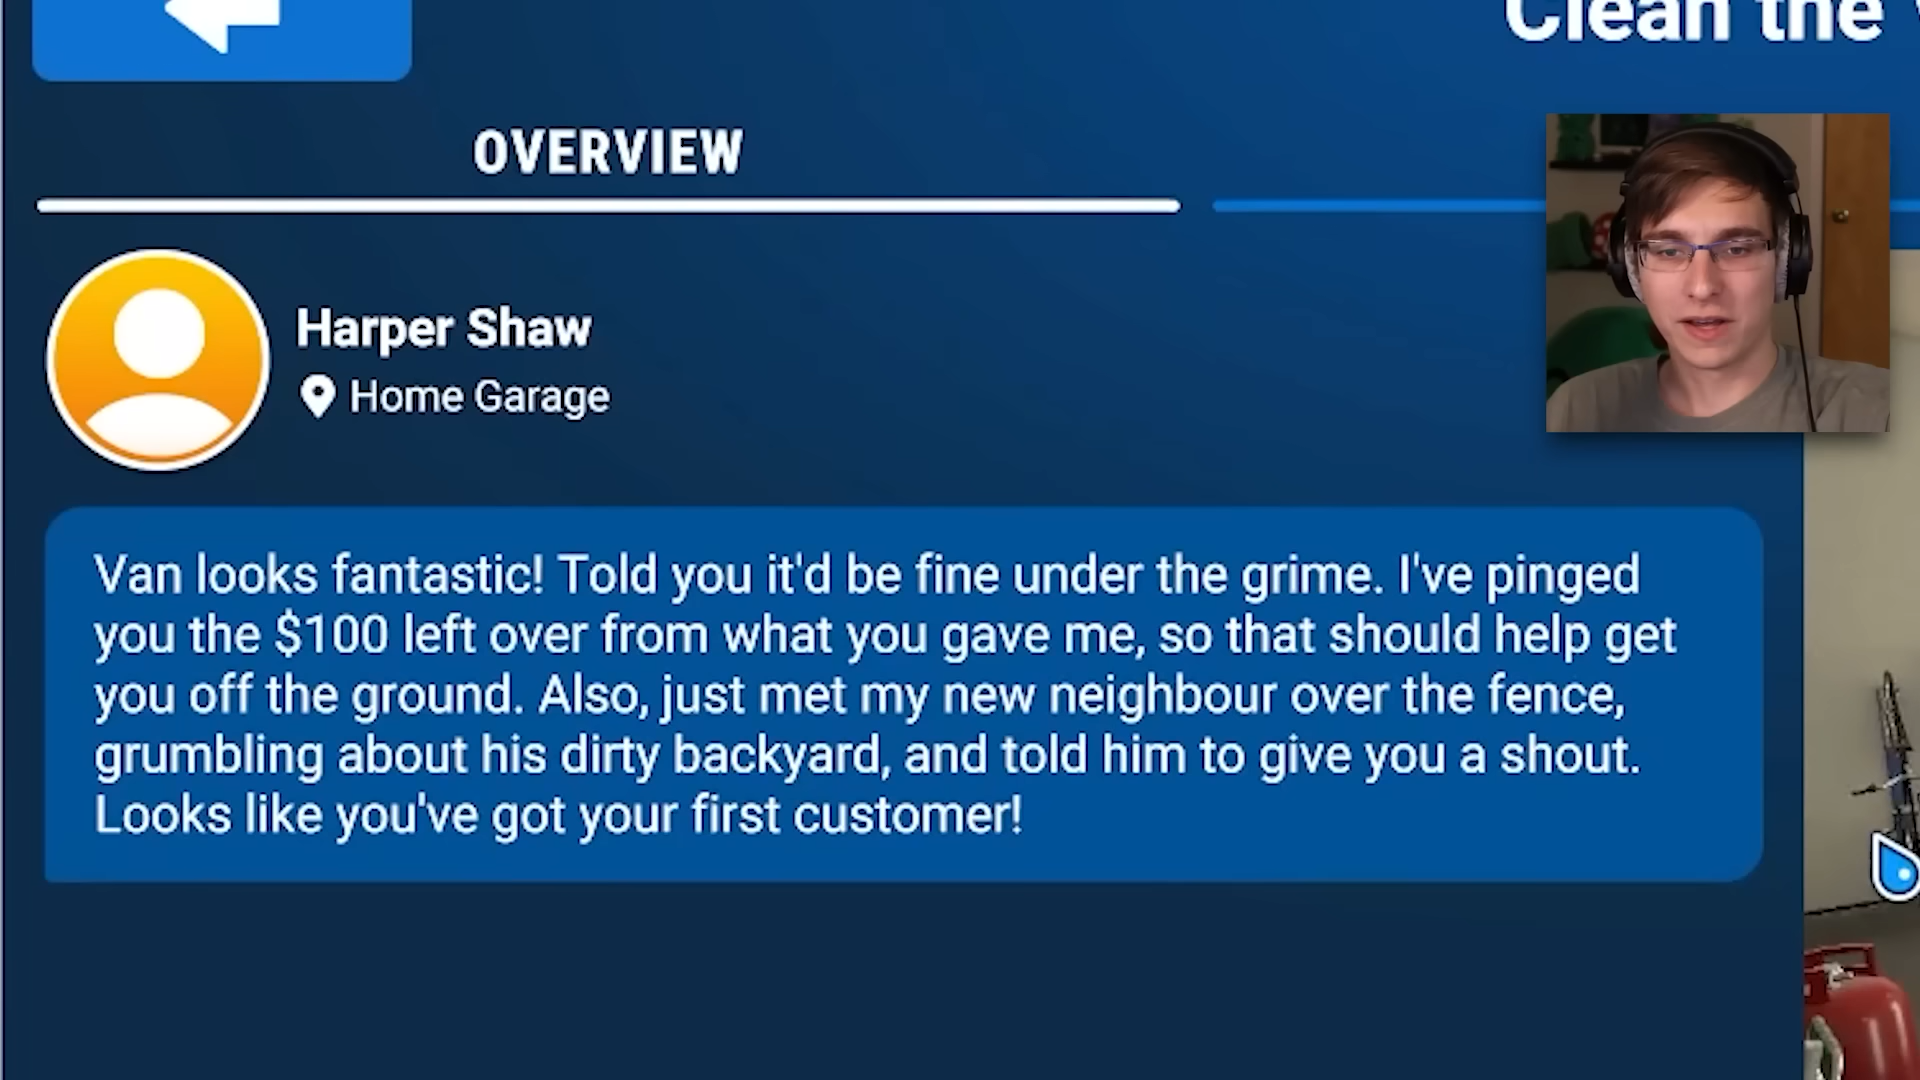 Clean the
OVERVIEW
Harper Shaw
Home Garage
Van looks fantastic! Told you it'd be fine under the grime. I've pinged
you the $100 left over from what you gave me, so that should help get
you off the ground. Also, just met my new neighbour over the fence,
grumbling about his dirty backyard, and told him to give you a shout.
Looks like you've got your first customer!